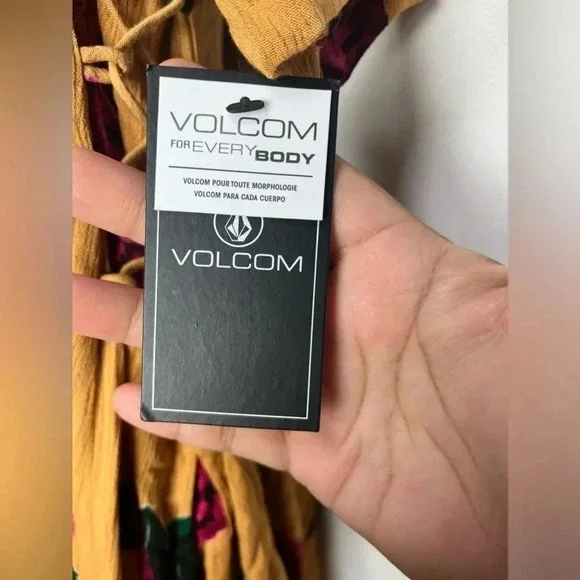 VOLCOM
FOR EVERY BODY
VOLCOM POUR TOUTE MORPHOLOGIE
VOLCOM PARA CADA CUERPO
VOLCOM